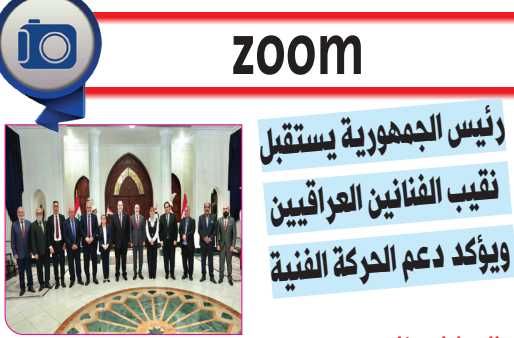 zoom
رئيس الجمهورية يستقبل
نقيب الفنانين العراقيين
ويؤكد دعم الحركة الفنية